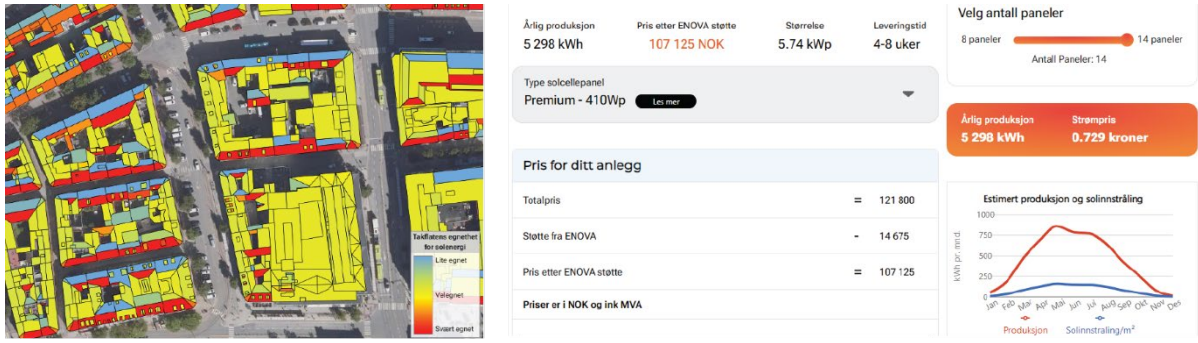 Takflatens egnethet
for solenergi
Lite egnet
Velegnet
Svært egnet
Årlig produksjon
5 298 kWh
Pris etter ENOVA støtte
107 125 NOK
Størrelse
5.74 kWp
Leveringstid
4-8 uker
Type solcellepanel
Premium - 410Wp
Les mer
Pris for ditt anlegg
Totalpris = 121 800
Støtte fra ENOVA - 14 675
Pris etter ENOVA støtte = 107 125
Priser er i NOK og ink MVA
Velg antall paneler
8 paneler 14 paneler
Antall Paneler: 14
Årlig produksjon
5 298 kWh
Strømpris
0.729 kroner
Estimert produksjon og solinnstråling
kWh pr. mnd.
1000
750
500
250
0
Jan Feb Mar Apr Mai Jun Jul Aug Sep Okt Nov Des
Produksjon Solinnstraling/m²